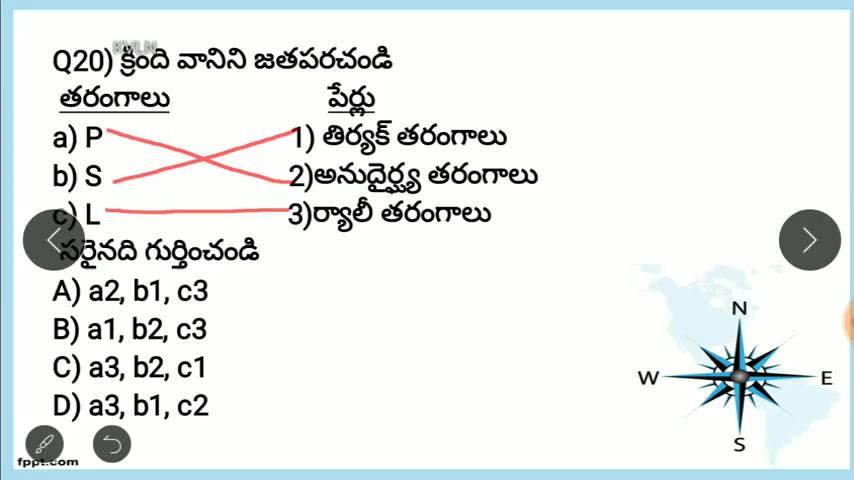 KMLN
Q20) క్రింది వానిని జతపరచండి
తరంగాలు పేర్లు
a) P 1) తిర్యక్ తరంగాలు
b) S 2)అనుదైర్ఘ్య తరంగాలు
c) L 3)ర్యాలీ తరంగాలు
సరైనది గుర్తించండి
A) a2, b1, c3
B) a1, b2, c3
C) a3, b2, c1
D) a3, b1, c2
N
W E
S
fppt.com